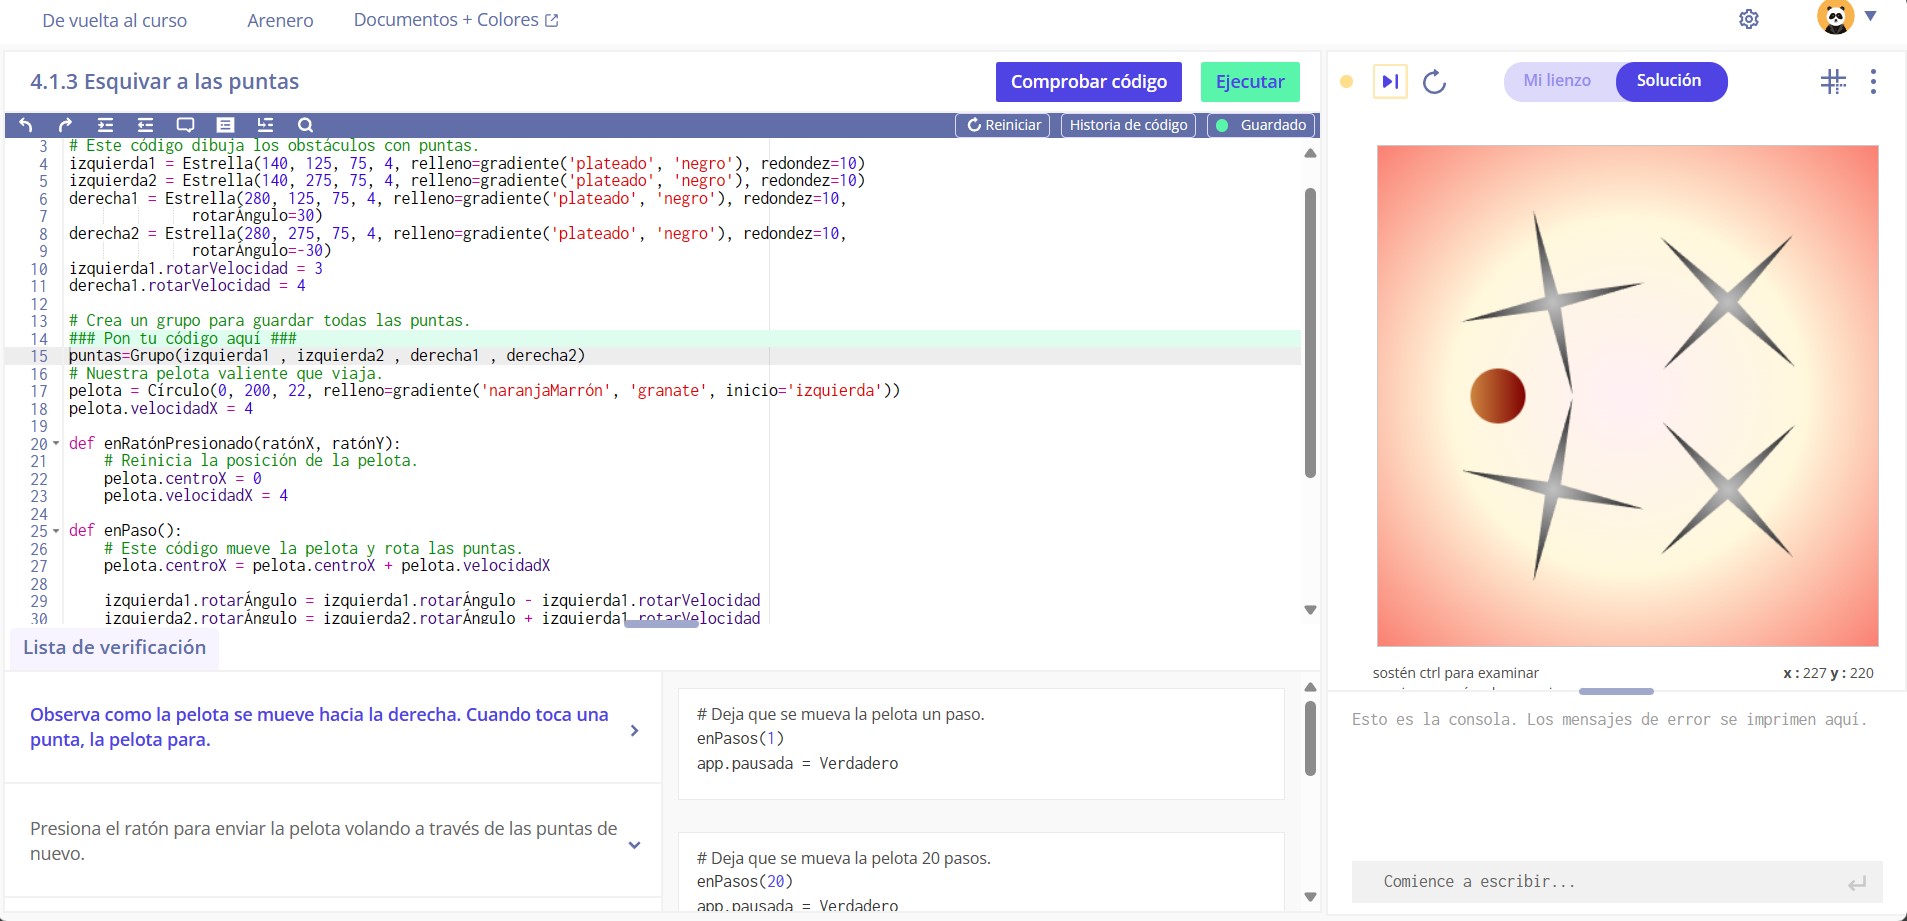 De vuelta al curso
Arenero
Documentos + Colores
4.1.3 Esquivar a las puntas
Comprobar código
Ejecutar
Reiniciar
Historia de código
Guardado
3 # Este código dibuja los obstáculos con puntas.
4 izquierda1 = Estrella(140, 125, 75, 4, relleno=gradiente('plateado', 'negro'), redondez=10)
5 izquierda2 = Estrella(140, 275, 75, 4, relleno=gradiente('plateado', 'negro'), redondez=10)
6 derecha1 = Estrella(280, 125, 75, 4, relleno=gradiente('plateado', 'negro'), redondez=10,
7 rotarÁngulo=30)
8 derecha2 = Estrella(280, 275, 75, 4, relleno=gradiente('plateado', 'negro'), redondez=10,
9 rotarÁngulo=-30)
10 izquierda1.rotarVelocidad = 3
11 derecha1.rotarVelocidad = 4
12
13 # Crea un grupo para guardar todas las puntas.
14 ### Pon tu código aquí ###
15 puntas=Grupo(izquierda1 , izquierda2 , derecha1 , derecha2)
16 # Nuestra pelota valiente que viaja.
17 pelota = Círculo(0, 200, 22, relleno=gradiente('naranjaMarrón', 'granate', inicio='izquierda'))
18 pelota.velocidadX = 4
19
20 def enRatónPresionado(ratónX, ratónY):
21 # Reinicia la posición de la pelota.
22 pelota.centroX = 0
23 pelota.velocidadX = 4
24
25 def enPaso():
26 # Este código mueve la pelota y rota las puntas.
27 pelota.centroX = pelota.centroX + pelota.velocidadX
28
29 izquierda1.rotarÁngulo = izquierda1.rotarÁngulo - izquierda1.rotarVelocidad
30 izquierda2.rotarÁngulo = izquierda2.rotarÁngulo + izquierda1.rotarVelocidad
Lista de verificación
Observa como la pelota se mueve hacia la derecha. Cuando toca una
punta, la pelota para.
Presiona el ratón para enviar la pelota volando a través de las puntas de
nuevo.
# Deja que se mueva la pelota un paso.
enPasos(1)
app.pausada = Verdadero
# Deja que se mueva la pelota 20 pasos.
enPasos(20)
app.pausada = Verdadero
Mi lienzo
Solución
sostén ctrl para examinar
x : 227 y : 220
Esto es la consola. Los mensajes de error se imprimen aquí.
Comience a escribir...